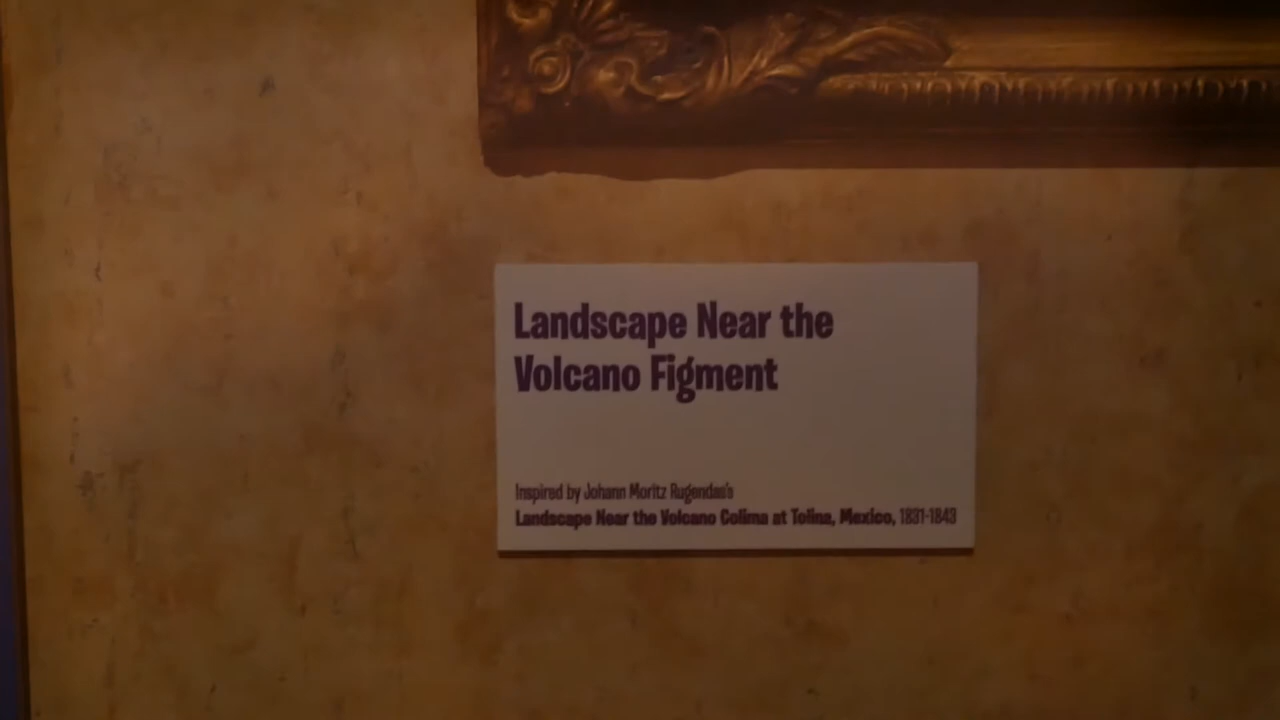 Landscape Near the
Volcano Figment
Inspired by Johann Moritz Rugendas's
Landscape Near the Volcano Colima at Tolina, Mexico, 1831-1843